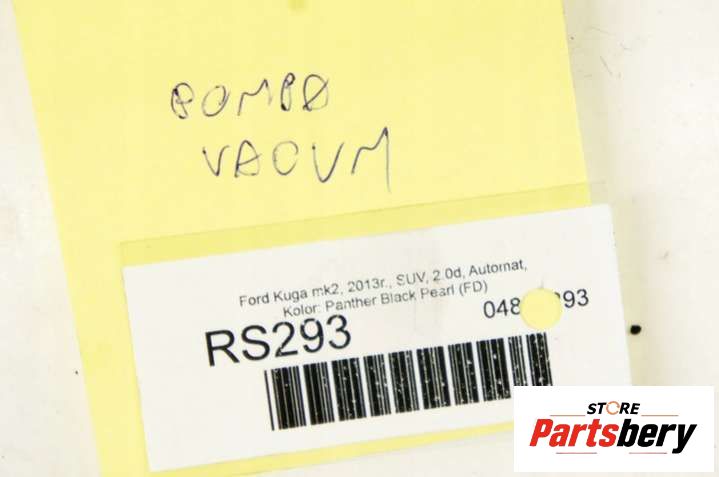 POMPA
VACUM
Ford Kuga mk2, 2013r., SUV, 2.0d, Automat,
Kolor: Panther Black Pearl (FD)
RS293
STORE
Partsbery